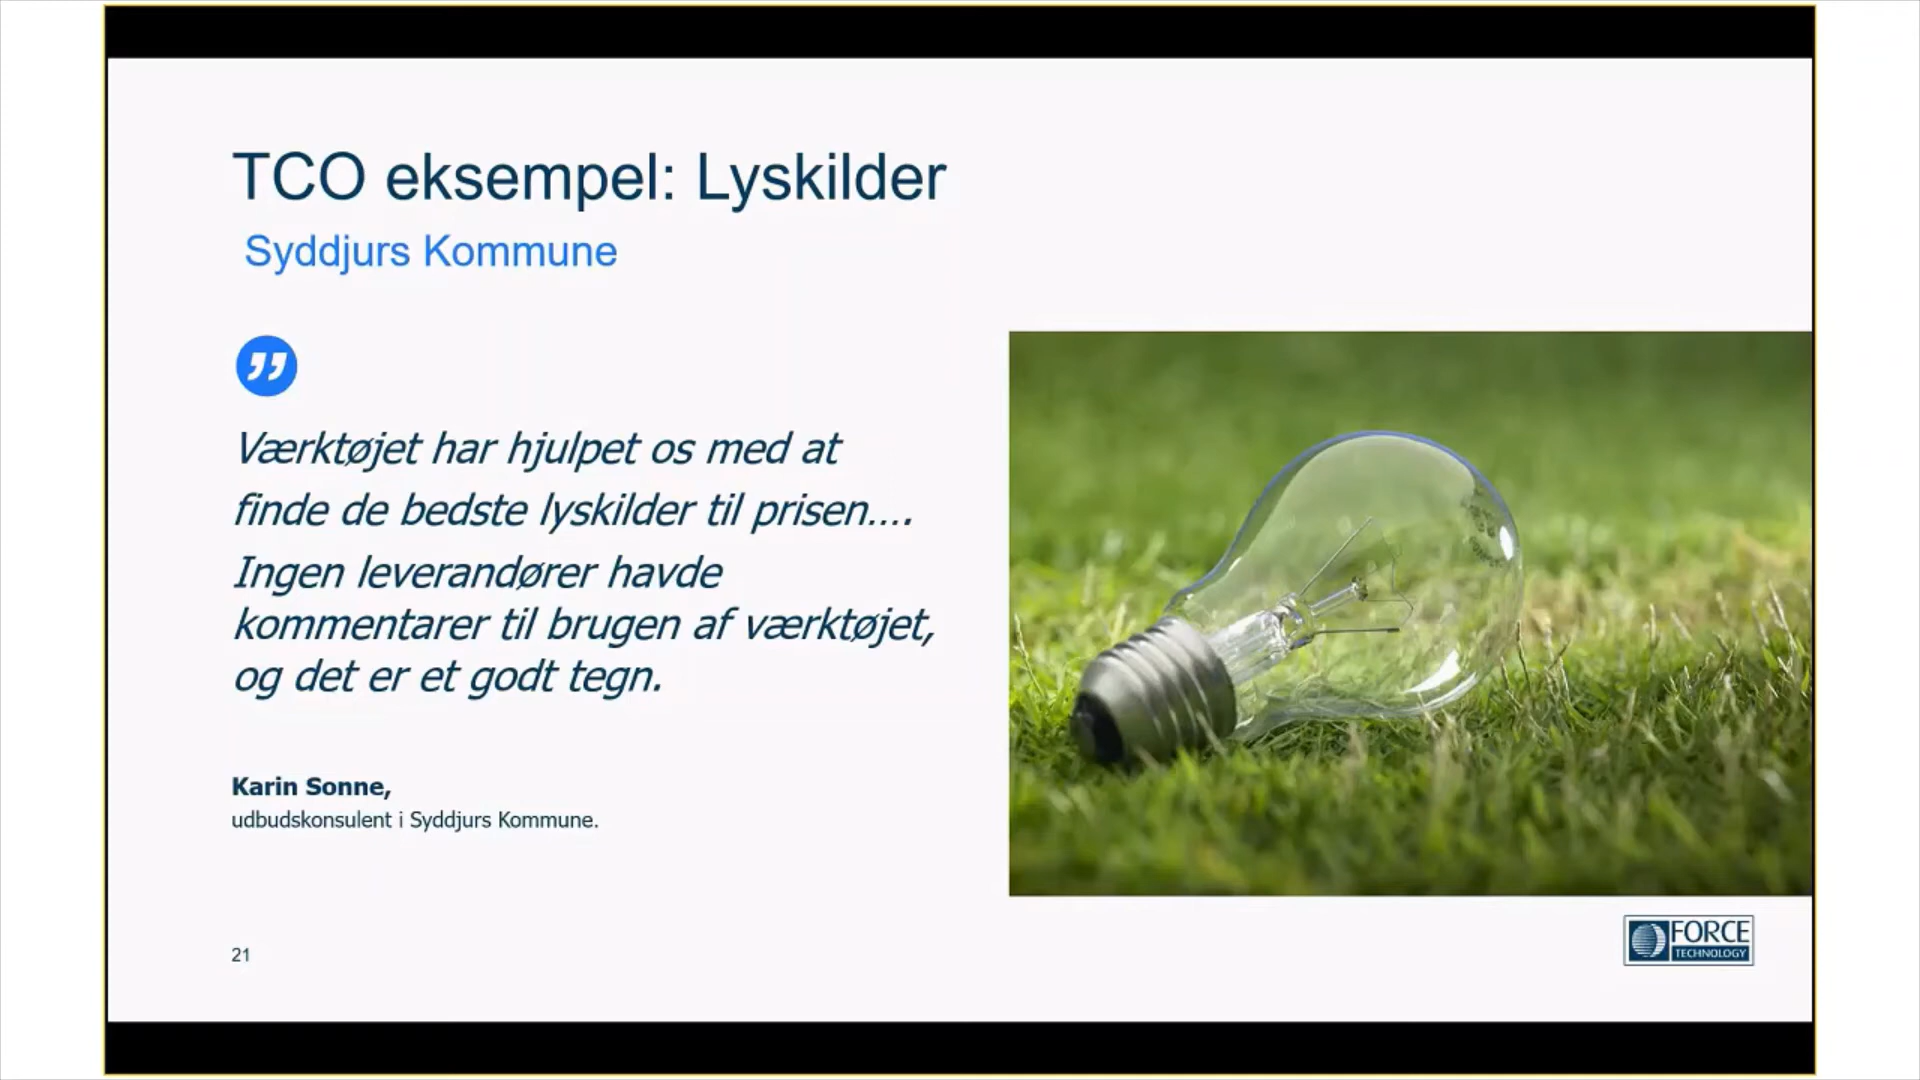 TCO eksempel: Lyskilder
Syddjurs Kommune
”
Værktøjet har hjulpet os med at
finde de bedste lyskilder til prisen….
Ingen leverandører havde
kommentarer til brugen af værktøjet,
og det er et godt tegn.
Karin Sonne,
udbudskonsulent i Syddjurs Kommune.
21
FORCE
TECHNOLOGY